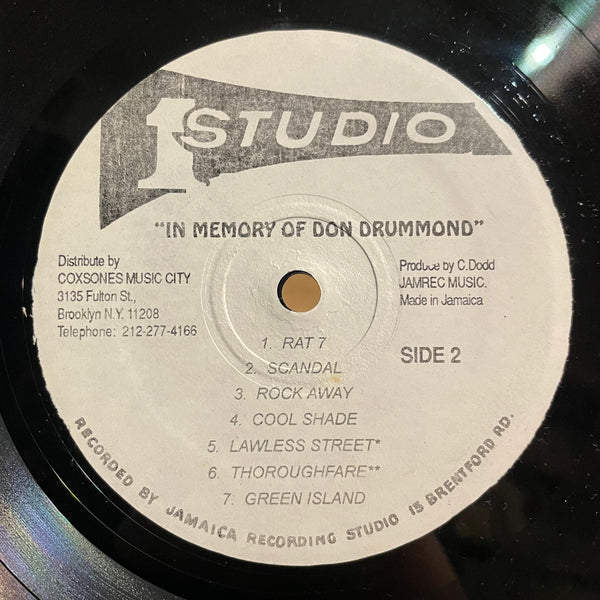 1 STUDIO
"IN MEMORY OF DON DRUMMOND"
Distribute by
COXSONES MUSIC CITY
3135 Fulton St.,
Brooklyn N.Y. 11208
Telephone: 212-277-4166
Produce by C.Dodd
JAMREC MUSIC.
Made in Jamaica
SIDE 2
1. RAT 7
2. SCANDAL
3. ROCK AWAY
4. COOL SHADE
5. LAWLESS STREET*
6. THOROUGHFARE**
7. GREEN ISLAND
RECORDED BY JAMAICA RECORDING STUDIO 15 BRENTFORD RD.